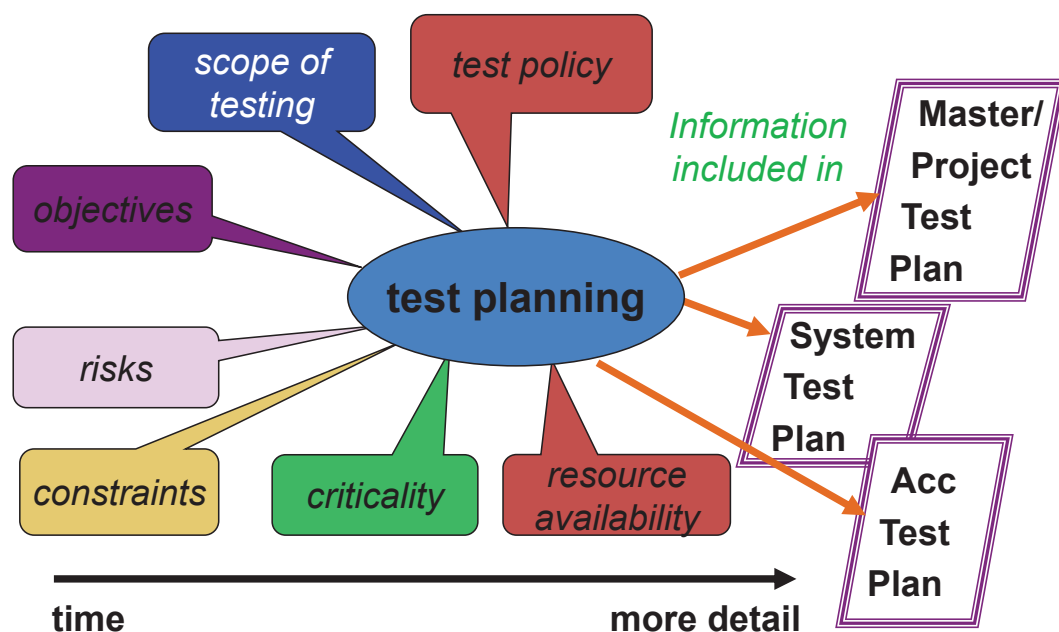 scope of
testing
test policy
Information
included in
Master/
Project
Test
Plan
objectives
test planning
risks
System
Test
Plan
constraints
criticality
resource
availability
Acc
Test
Plan
time
more detail